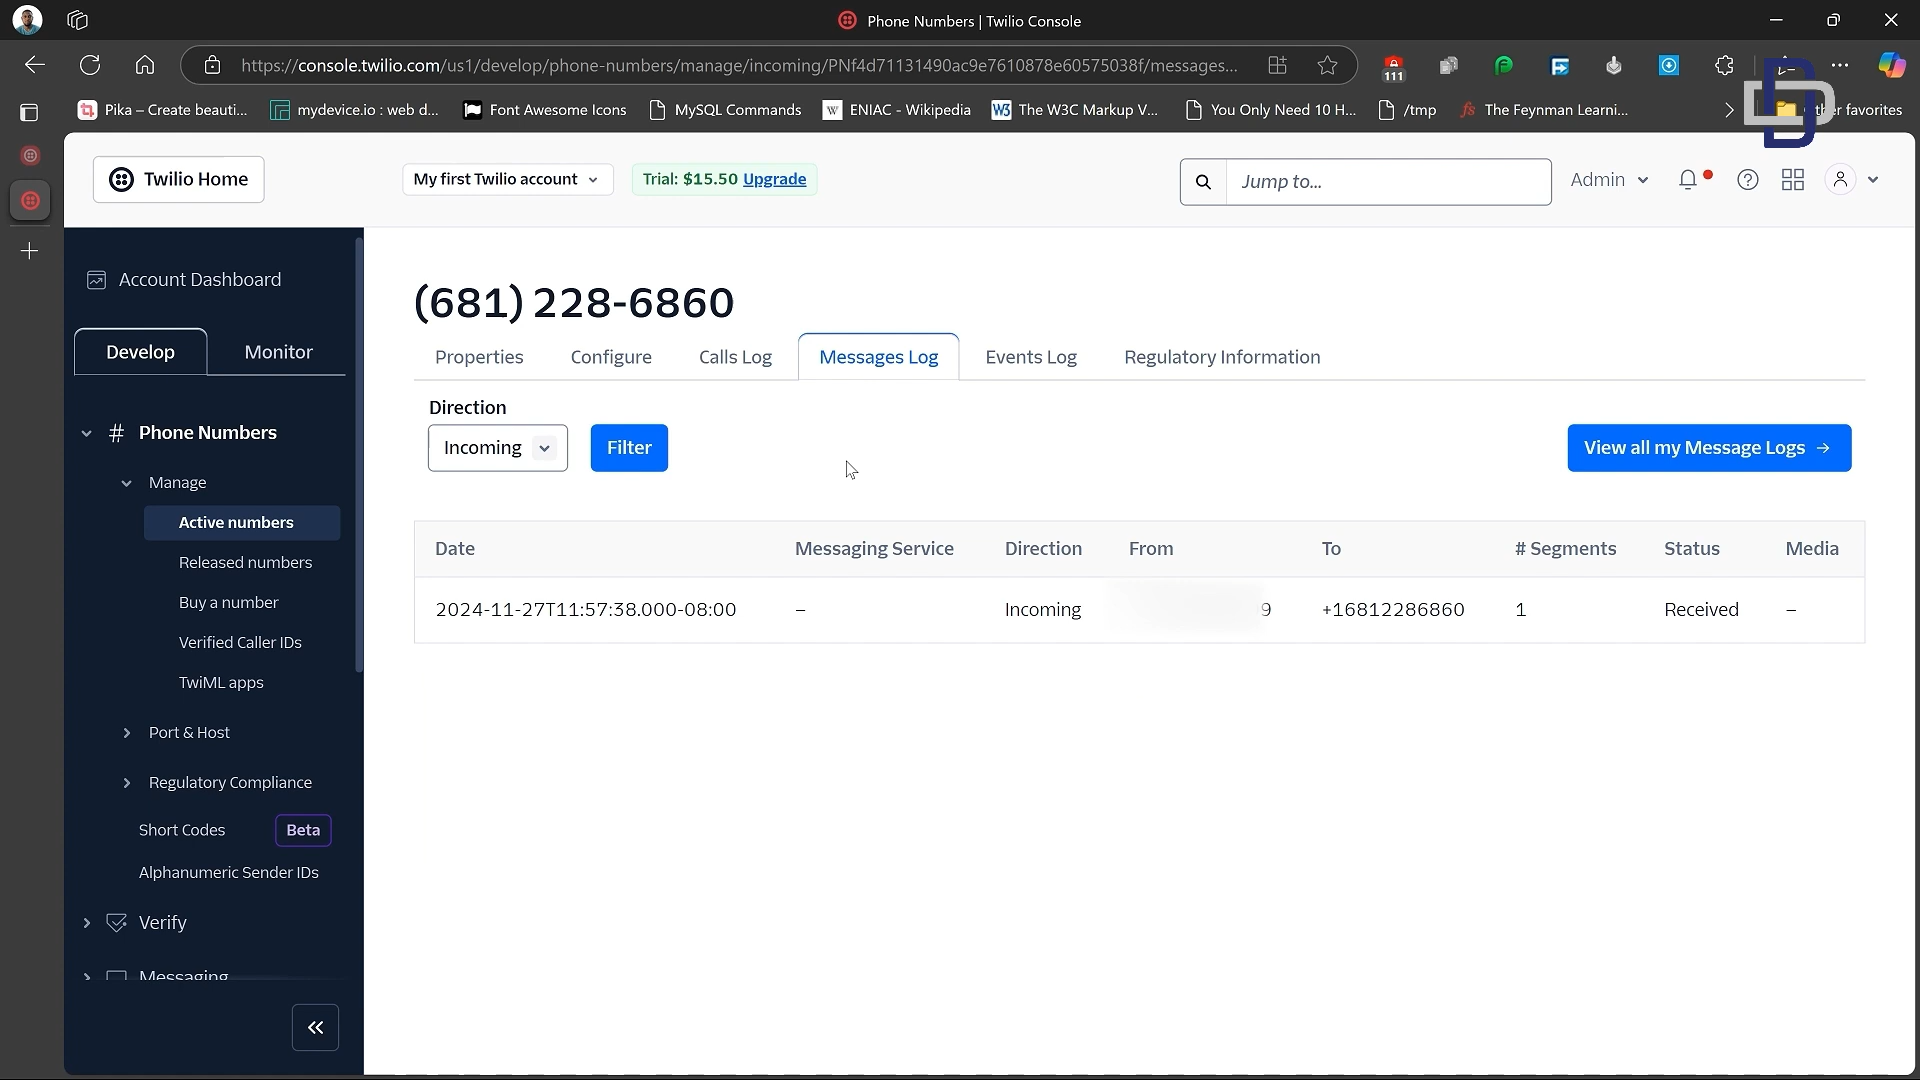 Phone Numbers | Twilio Console
https://console.twilio.com/us1/develop/phone-numbers/manage/incoming/PNf4d71131490ac9e7610878e60575038f/messages...
111
Pika – Create beauti... mydevice.io : web d... Font Awesome Icons MySQL Commands ENIAC - Wikipedia The W3C Markup V... You Only Need 10 H... /tmp The Feynman Learni... favorites
Twilio Home My first Twilio account Trial: $15.50 Upgrade Jump to... Admin
Account Dashboard
Develop Monitor
Phone Numbers
Manage
Active numbers
Released numbers
Buy a number
Verified Caller IDs
TwiML apps
Port & Host
Regulatory Compliance
Short Codes Beta
Alphanumeric Sender IDs
Verify
Messaging
(681) 228-6860
Properties Configure Calls Log Messages Log Events Log Regulatory Information
Direction
Incoming Filter View all my Message Logs →
Date Messaging Service Direction From To # Segments Status Media
2024-11-27T11:57:38.000-08:00 – Incoming 9 +16812286860 1 Received –